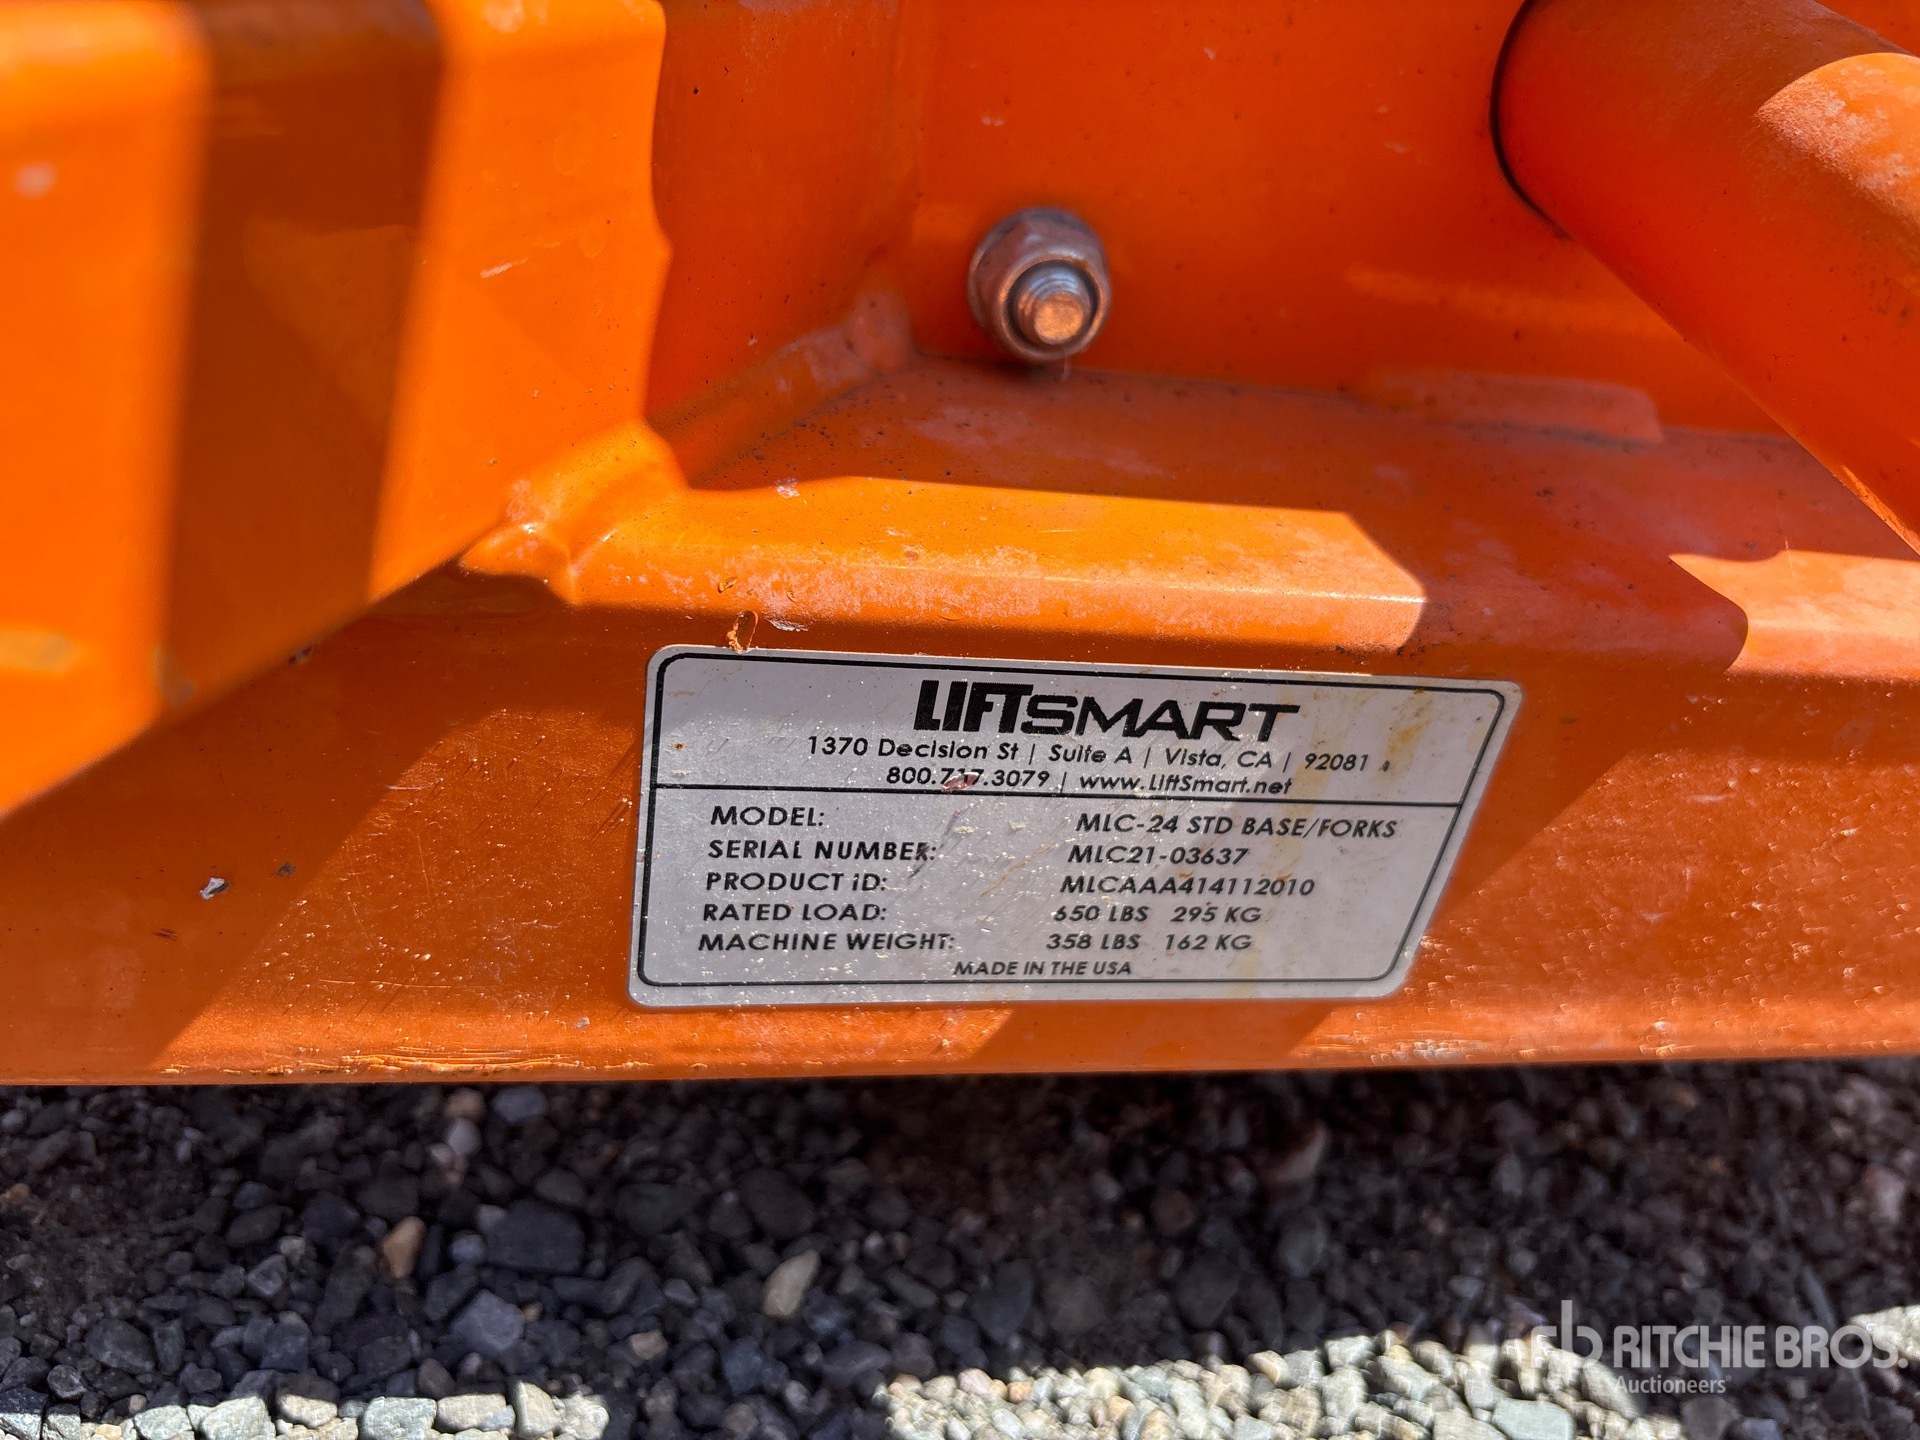 LIFTSMART
1370 Decision St | Suite A | Vista, CA | 92081
800.717.3079 | www.LiftSmart.net
MODEL: MLC-24 STD BASE/FORKS
SERIAL NUMBER: MLC21-03637
PRODUCT ID: MLCAAA414112010
RATED LOAD: 650 LBS 295 KG
MACHINE WEIGHT: 358 LBS 162 KG
MADE IN THE USA
rb RITCHIE BROS.
Auctioneers